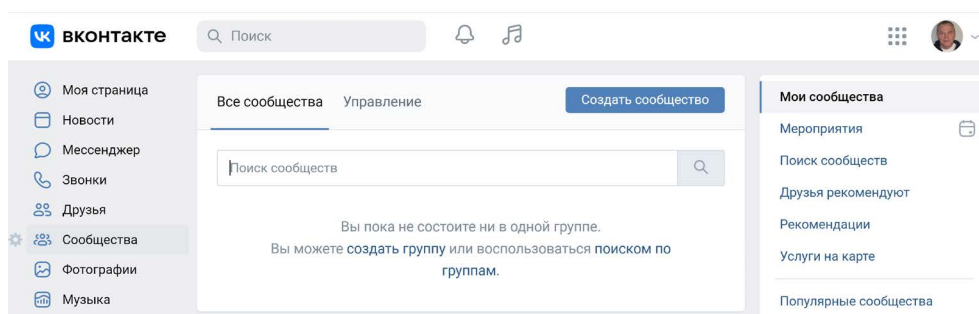 ВКОНТАКТЕ
Поиск
Моя страница
Новости
Мессенджер
Звонки
Друзья
Сообщества
Фотографии
Музыка
Все сообщества Управление
Создать сообщество
Поиск сообществ
Вы пока не состоите ни в одной группе.
Вы можете создать группу или воспользоваться поиском по
группам.
Мои сообщества
Мероприятия
Поиск сообществ
Друзья рекомендуют
Рекомендации
Услуги на карте
Популярные сообщества